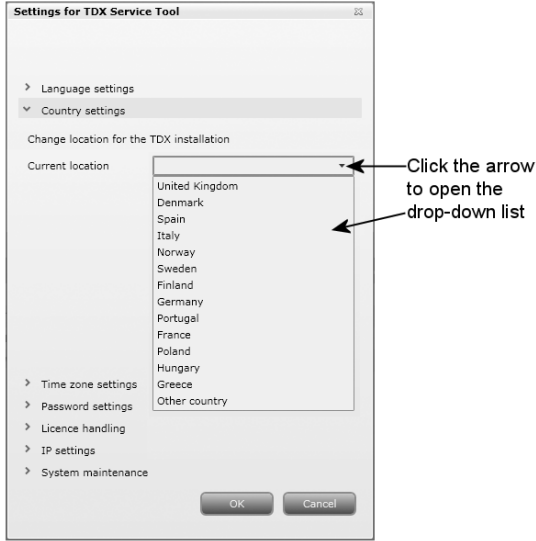 Settings for TDX Service Tool
Language settings
Country settings
Change location for the TDX installation
Current location
Click the arrow
to open the
drop-down list
United Kingdom
Denmark
Spain
Italy
Norway
Sweden
Finland
Germany
Portugal
France
Poland
Hungary
Greece
Other country
Time zone settings
Password settings
Licence handling
IP settings
System maintenance
OK Cancel